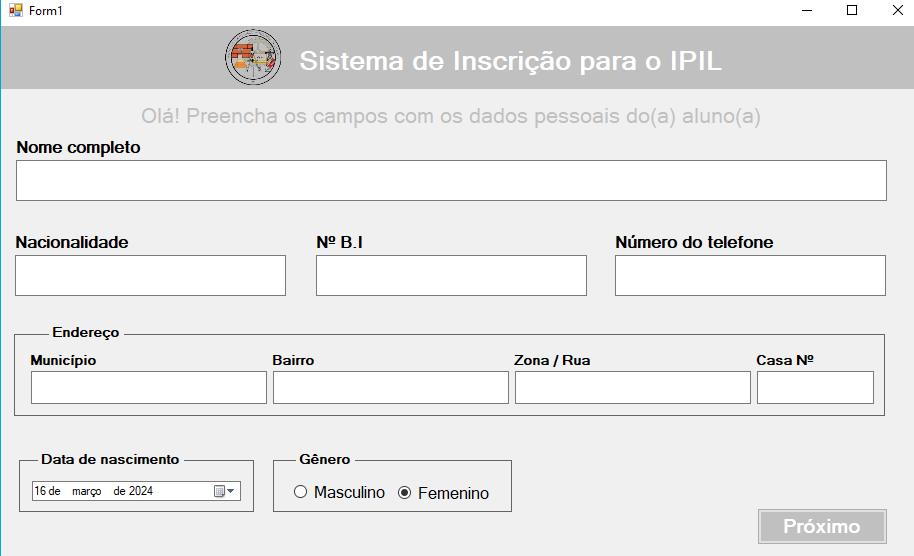 Form1
Sistema de Inscrição para o IPIL
Olá! Preencha os campos com os dados pessoais do(a) aluno(a)
Nome completo
Nacionalidade Nº B.I Número do telefone
Endereço
Município Bairro Zona / Rua Casa Nº
Data de nascimento Gênero
16 de março de 2024 Masculino Femenino
Próximo